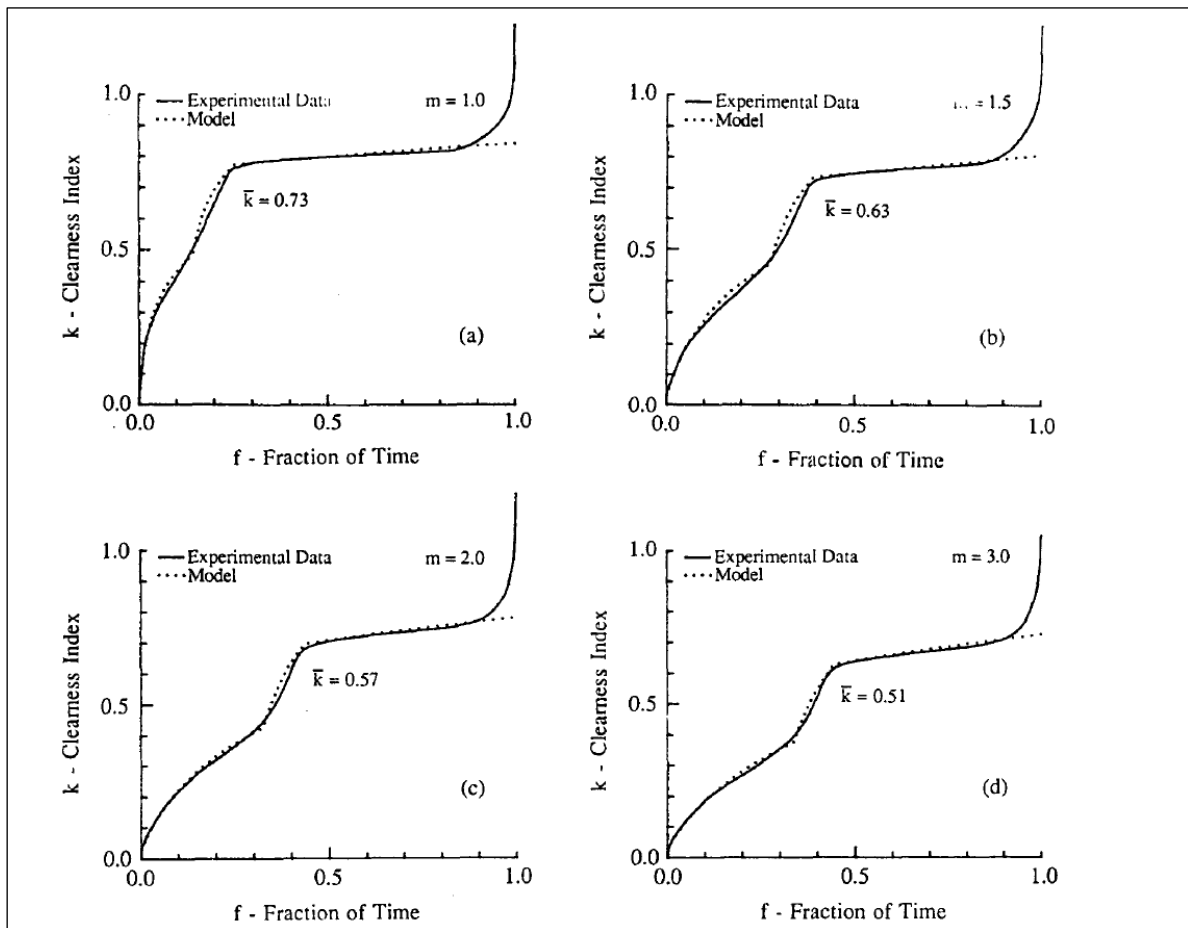 1.0
Experimental Data
m = 1.0
Model
k̄ = 0.73
0.5
k - Clearness Index
(a)
0.0
0.0 0.5 1.0
f - Fraction of Time
1.0
Experimental Data
= 1.5
Model
k̄ = 0.63
0.5
k - Clearness Index
(b)
0.0
0.0 0.5 1.0
f - Fraction of Time
1.0
Experimental Data
m = 2.0
Model
k̄ = 0.57
0.5
k - Clearness Index
(c)
0.0
0.0 0.5 1.0
f - Fraction of Time
1.0
Experimental Data
m = 3.0
Model
k̄ = 0.51
0.5
k - Clearness Index
(d)
0.0
0.0 0.5 1.0
f - Fraction of Time